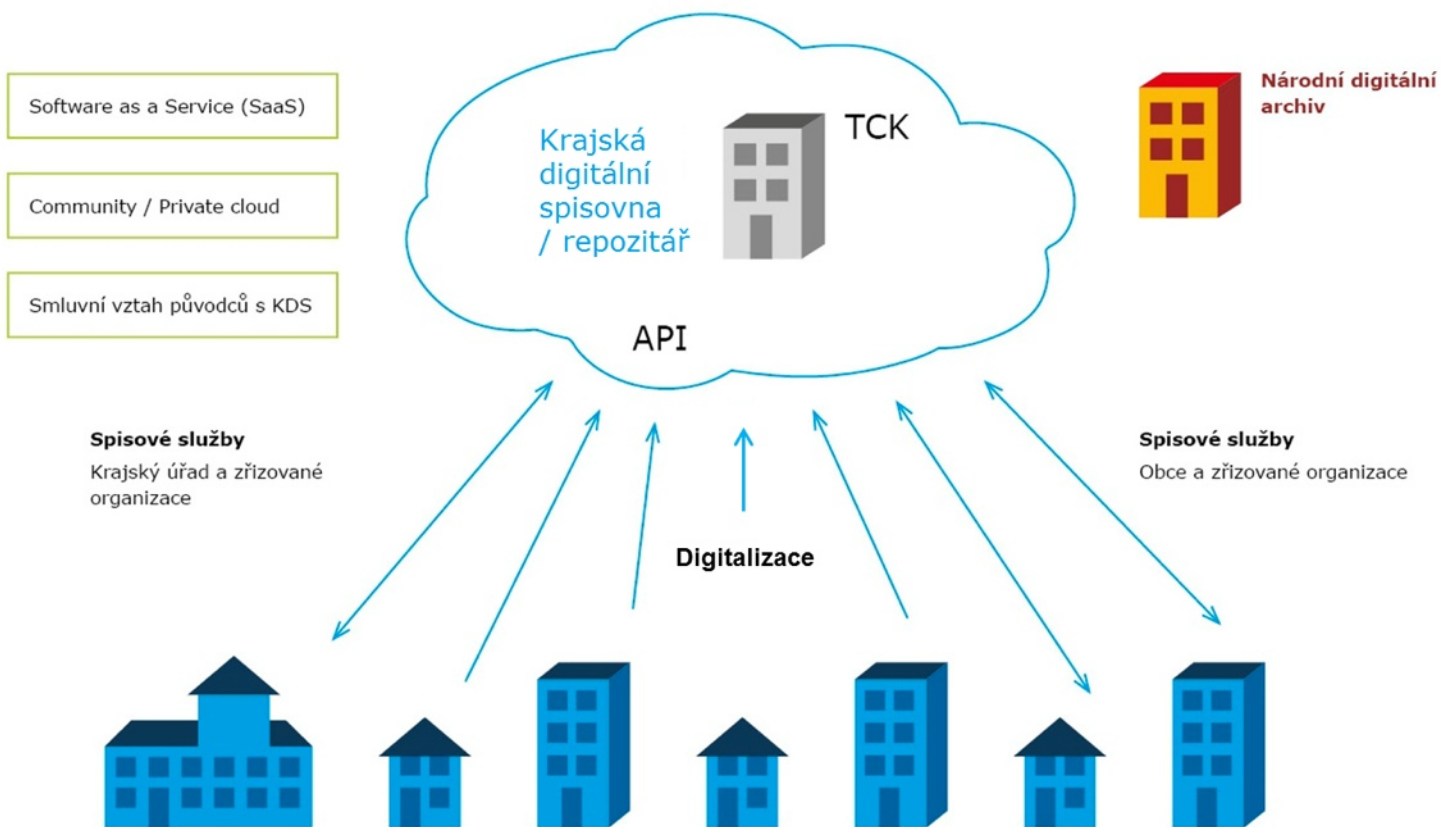 Software as a Service (SaaS)
Community / Private cloud
Smluvní vztah původců s KDS
Krajská
digitální
spisovna
/ repozitář
TCK
API
Národní digitální
archiv
Spisové služby
Krajský úřad a zřizované
organizace
Digitalizace
Spisové služby
Obce a zřizované organizace